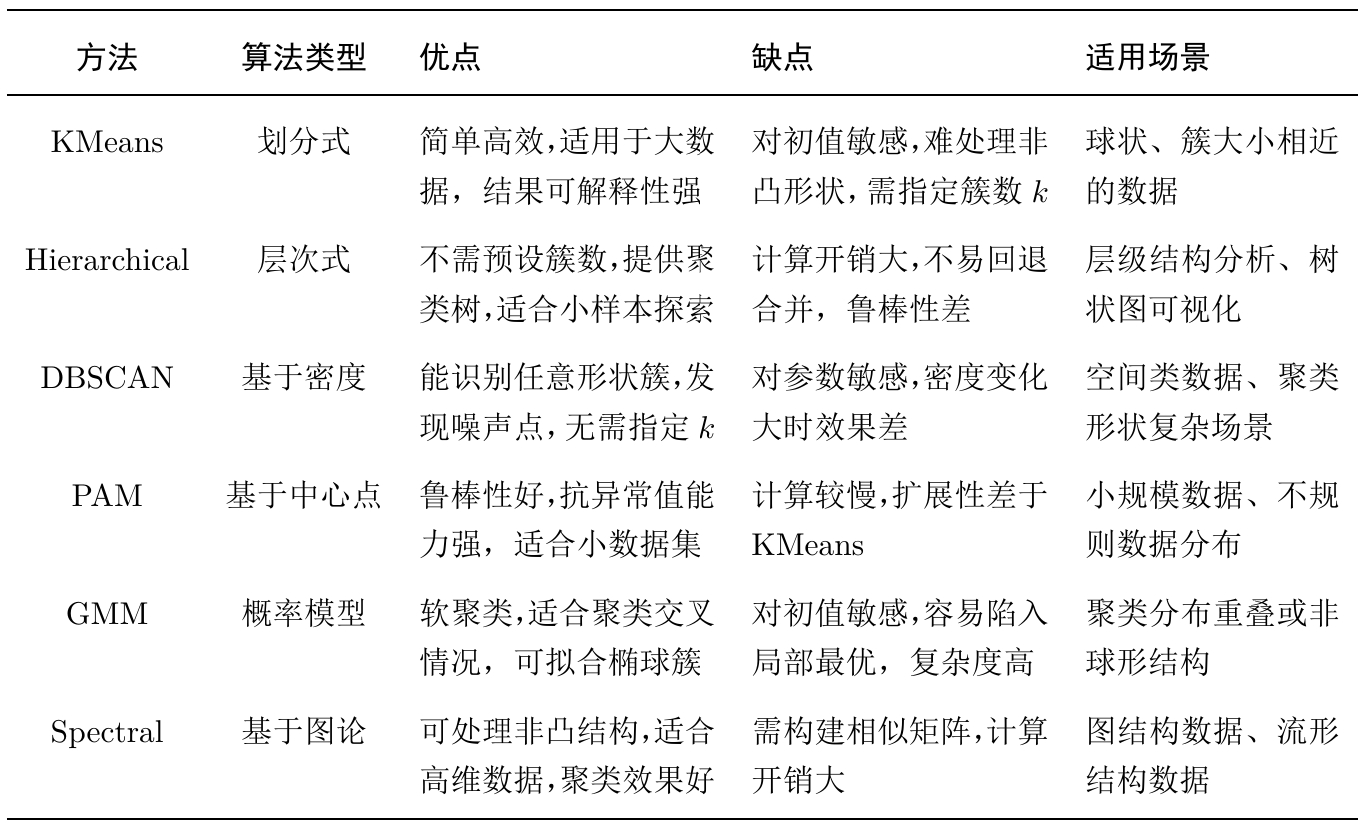 方法 算法类型 优点 缺点 适用场景
KMeans 划分式 简单高效,适用于大数 对初值敏感,难处理非 球状、簇大小相近
据，结果可解释性强 凸形状,需指定簇数 k 的数据
Hierarchical 层次式 不需预设簇数,提供聚 计算开销大,不易回退 层级结构分析、树
类树,适合小样本探索 合并，鲁棒性差 状图可视化
DBSCAN 基于密度 能识别任意形状簇,发 对参数敏感,密度变化 空间类数据、聚类
现噪声点,无需指定 k 大时效果差 形状复杂场景
PAM 基于中心点 鲁棒性好,抗异常值能 计算较慢,扩展性差于 小规模数据、不规
力强，适合小数据集 KMeans 则数据分布
GMM 概率模型 软聚类,适合聚类交叉 对初值敏感,容易陷入 聚类分布重叠或非
情况，可拟合椭球簇 局部最优，复杂度高 球形结构
Spectral 基于图论 可处理非凸结构,适合 需构建相似矩阵,计算 图结构数据、流形
高维数据,聚类效果好 开销大 结构数据